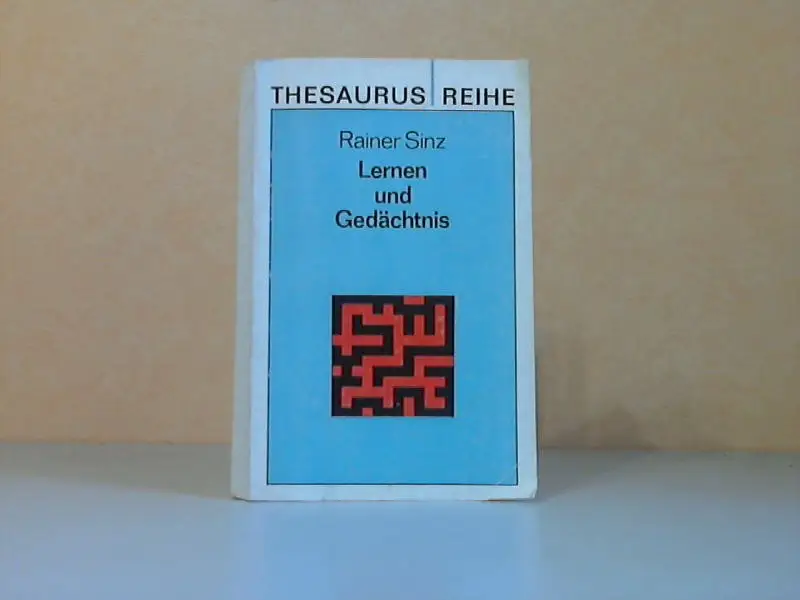 THESAURUS REIHE
Rainer Sinz
Lernen
und
Gedächtnis